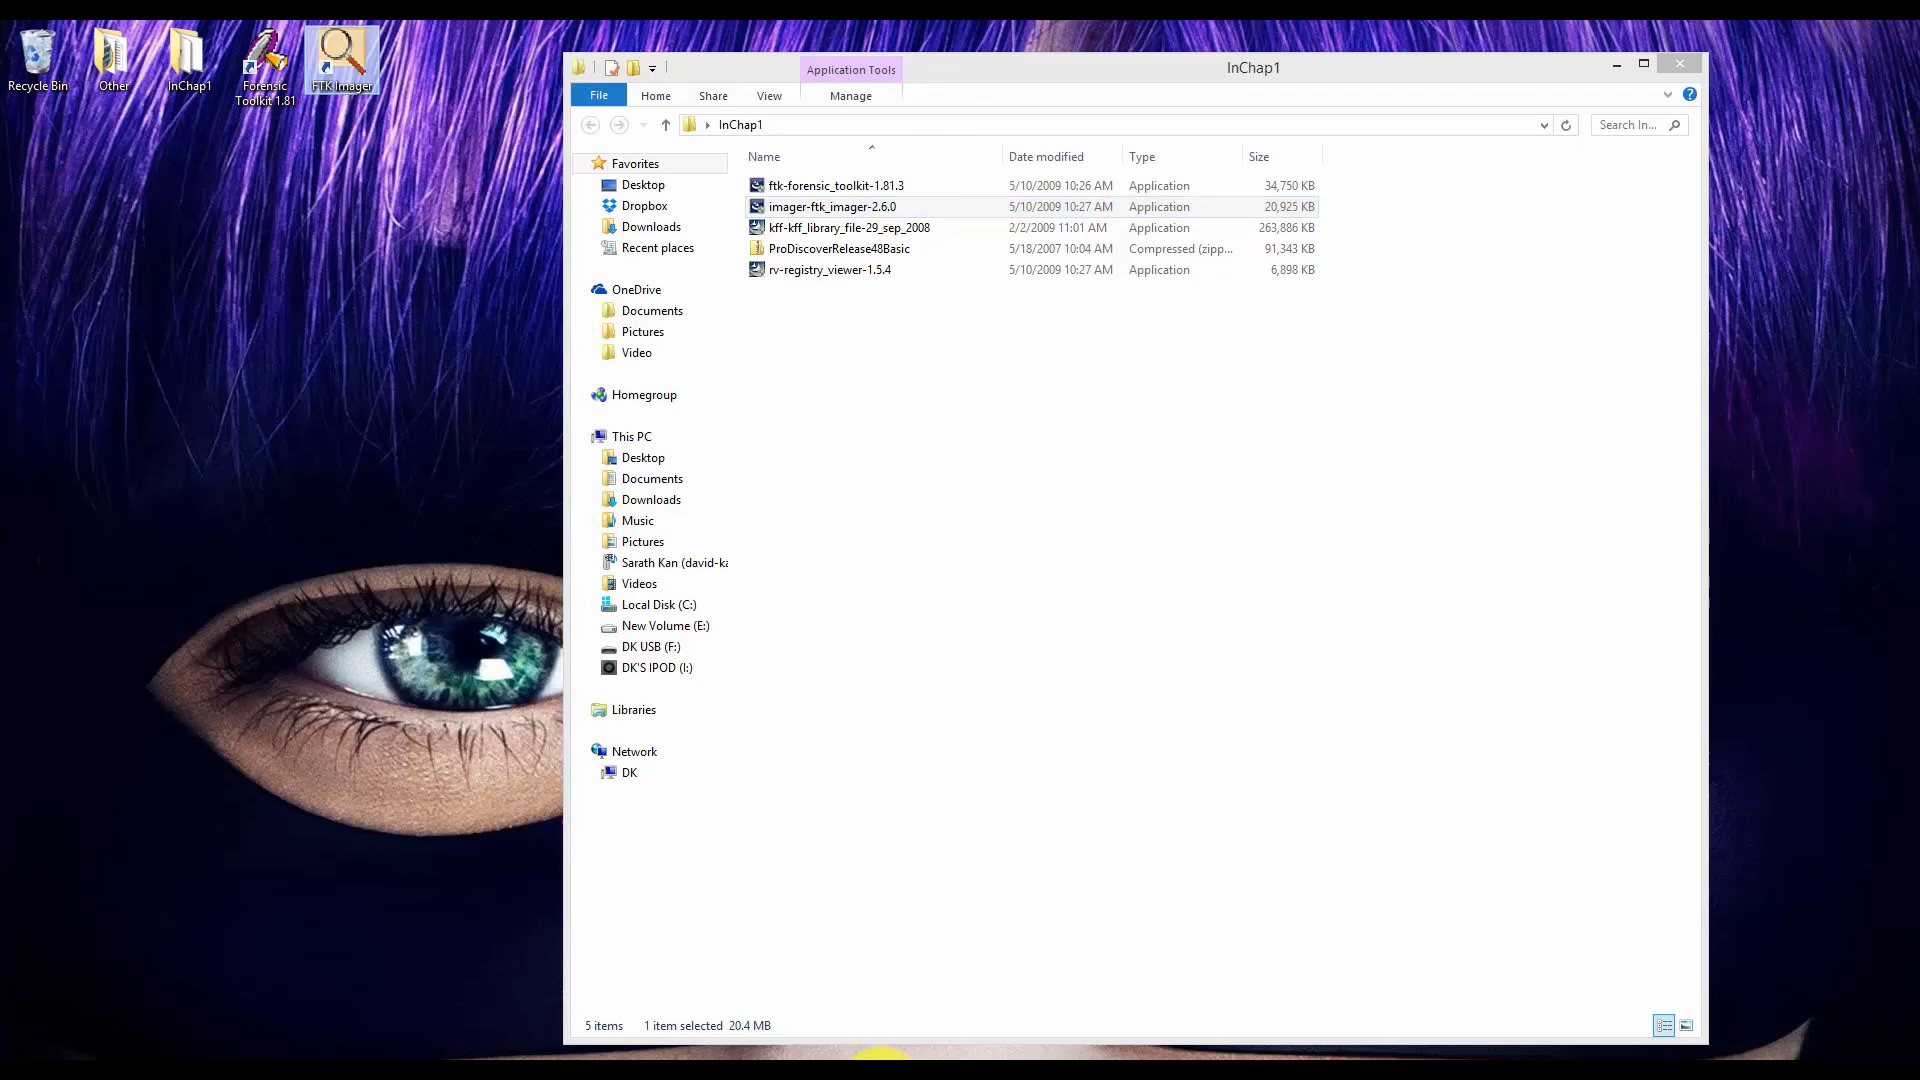 Recycle Bin
Other
InChap1
Forensic
Toolkit 1.81
FTK Imager
Application Tools
InChap1
File
Home
Share
View
Manage
InChap1
Search In...
Name
Date modified
Type
Size
ftk-forensic_toolkit-1.81.3 5/10/2009 10:26 AM Application 34,750 KB
imager-ftk_imager-2.6.0 5/10/2009 10:27 AM Application 20,925 KB
kff-kff_library_file-29_sep_2008 2/2/2009 11:01 AM Application 263,886 KB
ProDiscoverRelease48Basic 5/18/2007 10:04 AM Compressed (zipp... 91,343 KB
rv-registry_viewer-1.5.4 5/10/2009 10:27 AM Application 6,898 KB
Favorites
Desktop
Dropbox
Downloads
Recent places
OneDrive
Documents
Pictures
Video
Homegroup
This PC
Desktop
Documents
Downloads
Music
Pictures
Sarath Kan (david-ka
Videos
Local Disk (C:)
New Volume (E:)
DK USB (F:)
DK'S IPOD (I:)
Libraries
Network
DK
5 items 1 item selected 20.4 MB